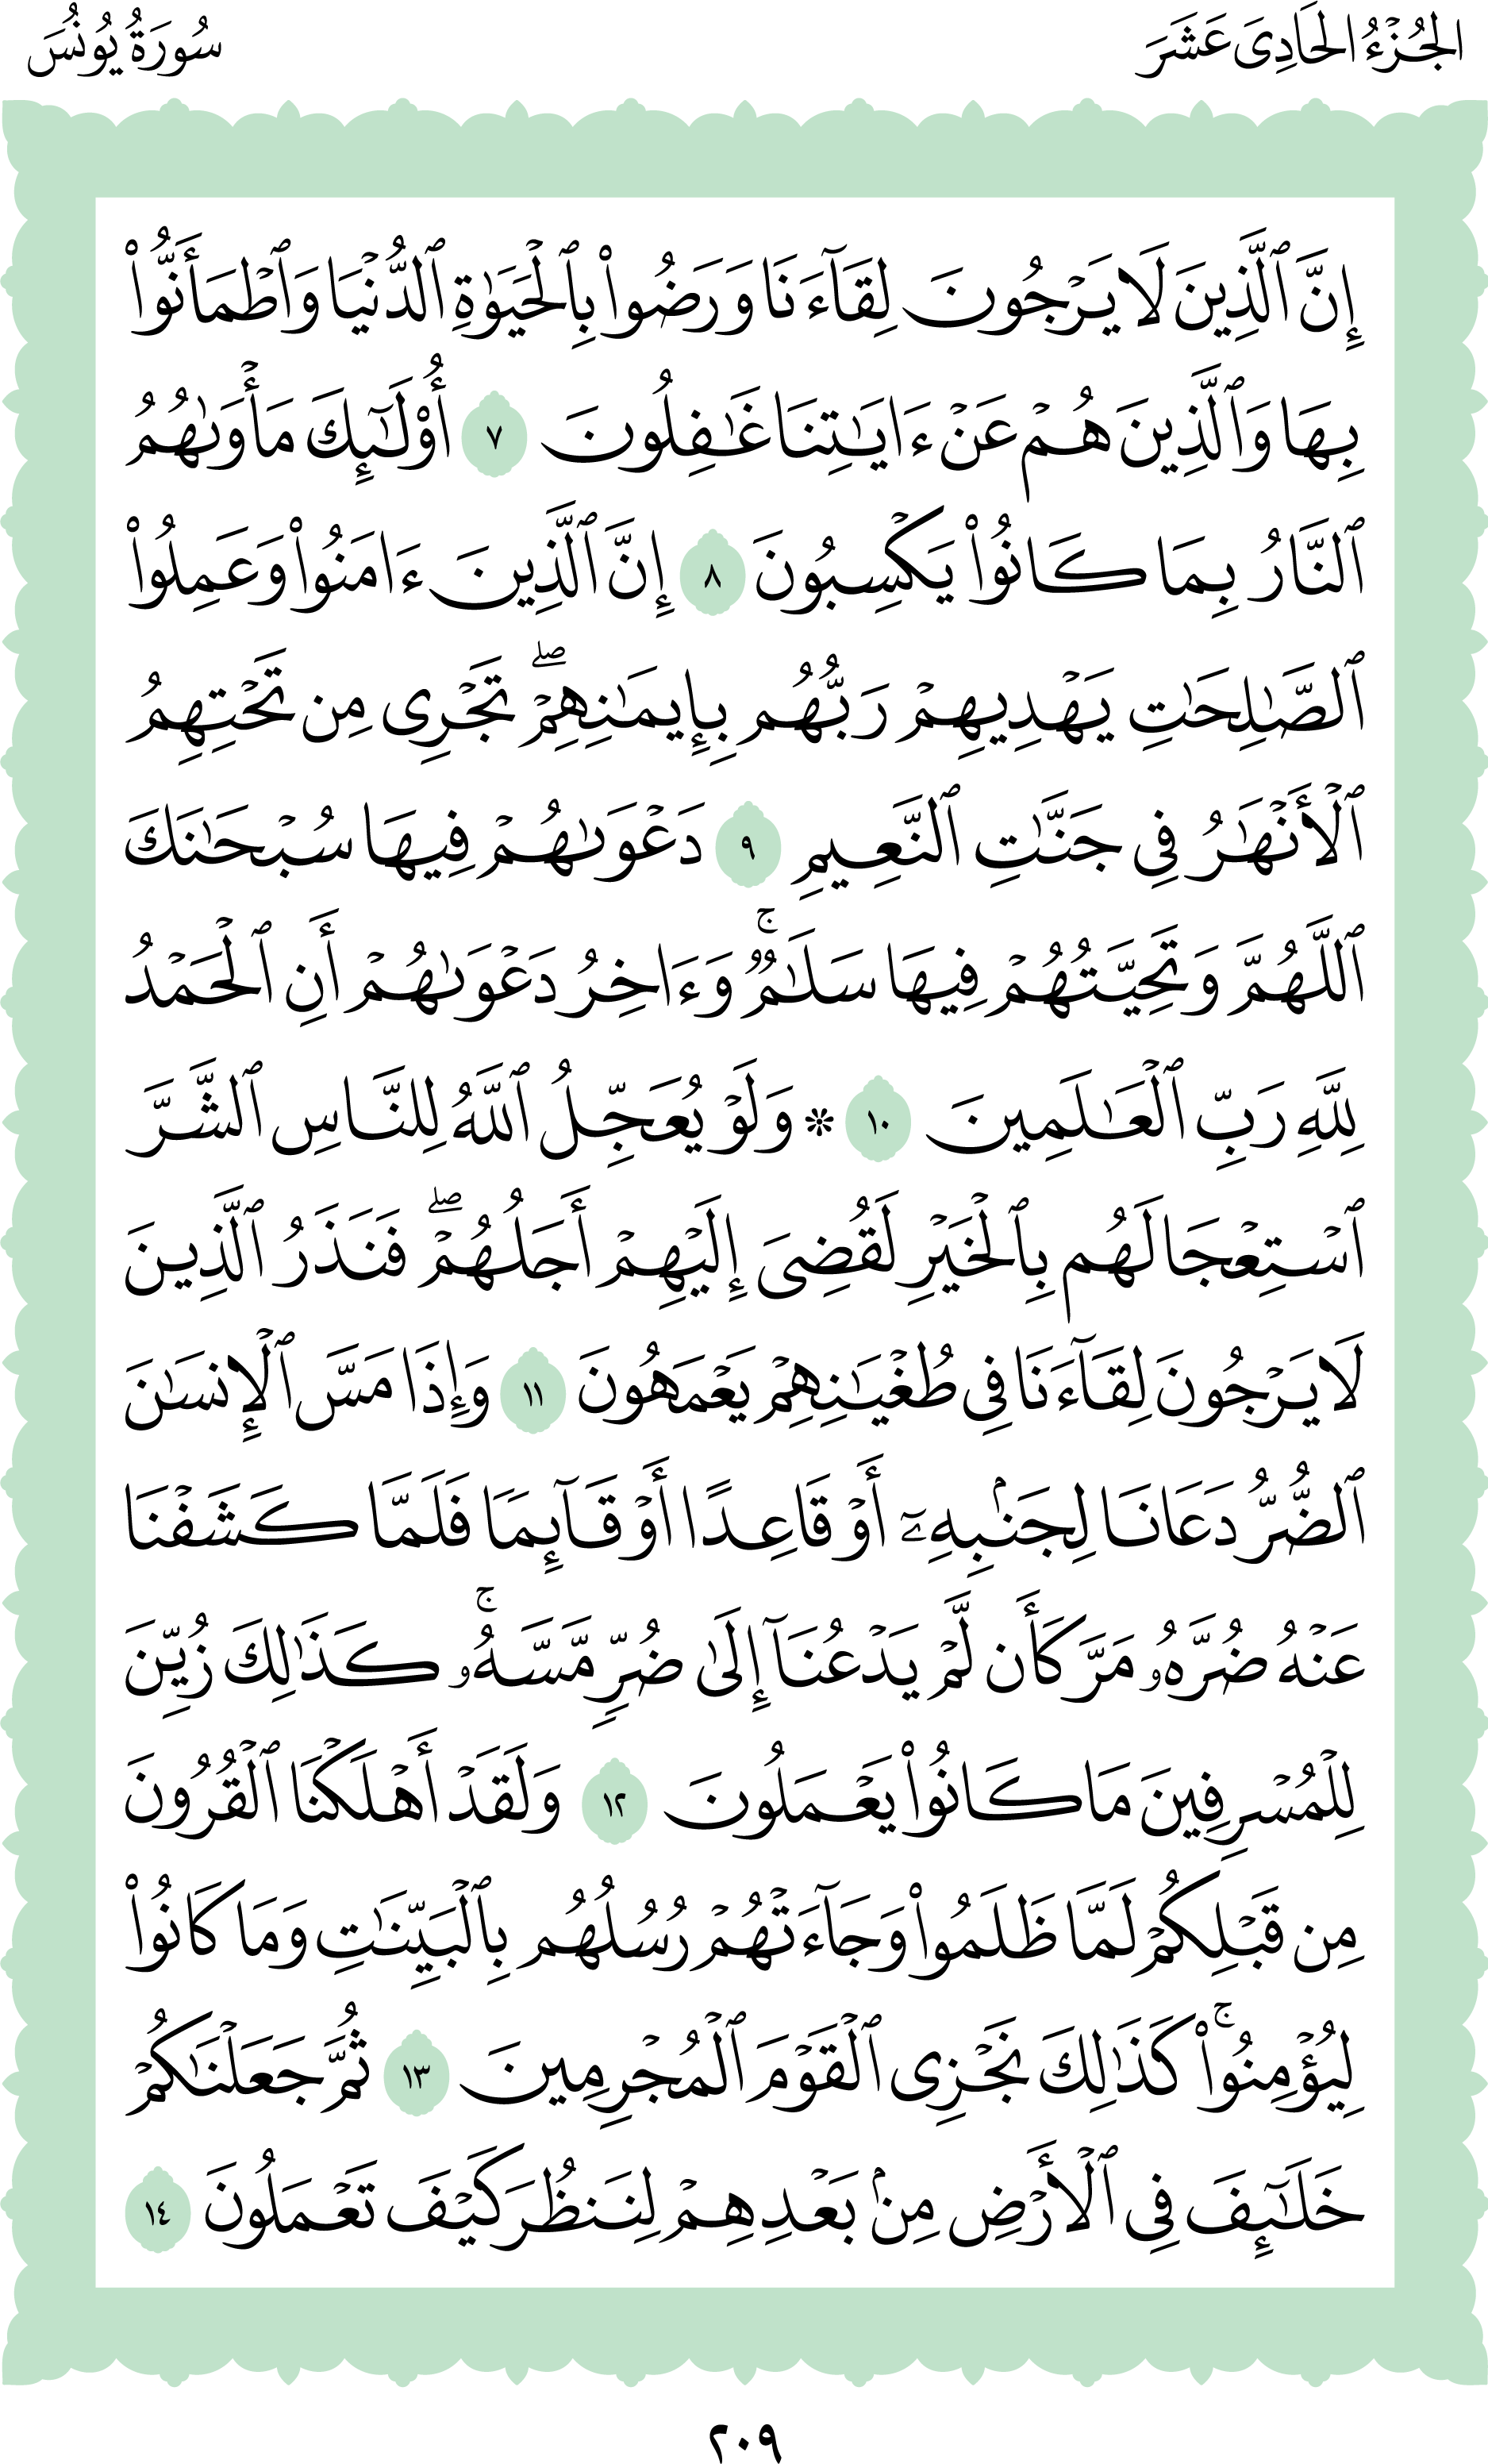 الجُزْءُ الحَادِىَ عَشَرَ
سُورَةُ يُونُسَ
إِنَّ ٱلَّذِينَ لَا يَرۡجُونَ لِقَآءَنَا وَرَضُواْ بِٱلۡحَيَوٰةِ ٱلدُّنۡيَا وَٱطۡمَأَنُّواْ
بِهَا وَٱلَّذِينَ هُمۡ عَنۡ ءَايَٰتِنَا غَٰفِلُونَ ٧ أُوْلَٰٓئِكَ مَأۡوَىٰهُمُ
ٱلنَّارُ بِمَا كَانُواْ يَكۡسِبُونَ ٨ إِنَّ ٱلَّذِينَ ءَامَنُواْ وَعَمِلُواْ
ٱلصَّٰلِحَٰتِ يَهۡدِيهِمۡ رَبُّهُم بِإِيمَٰنِهِمۡۖ تَجۡرِي مِن تَحۡتِهِمُ
ٱلۡأَنۡهَٰرُ فِي جَنَّٰتِ ٱلنَّعِيمِ ٩ دَعۡوَىٰهُمۡ فِيهَا سُبۡحَٰنَكَ
ٱللَّهُمَّ وَتَحِيَّتُهُمۡ فِيهَا سَلَٰمٞۚ وَءَاخِرُ دَعۡوَىٰهُمۡ أَنِ ٱلۡحَمۡدُ
لِلَّهِ رَبِّ ٱلۡعَٰلَمِينَ ١٠ ۞ وَلَوۡ يُعَجِّلُ ٱللَّهُ لِلنَّاسِ ٱلشَّرَّ
ٱسۡتِعۡجَالَهُم بِٱلۡخَيۡرِ لَقُضِيَ إِلَيۡهِمۡ أَجَلُهُمۡۖ فَنَذَرُ ٱلَّذِينَ
لَا يَرۡجُونَ لِقَآءَنَا فِي طُغۡيَٰنِهِمۡ يَعۡمَهُونَ ١١ وَإِذَا مَسَّ ٱلۡإِنسَٰنَ
ٱلضُّرُّ دَعَانَا لِجَنۢبِهِۦٓ أَوۡ قَاعِدًا أَوۡ قَآئِمٗا فَلَمَّا كَشَفۡنَا
عَنۡهُ ضُرَّهُۥ مَرَّ كَأَن لَّمۡ يَدۡعُنَآ إِلَىٰ ضُرّٖ مَّسَّهُۥۚ كَذَٰلِكَ زُيِّنَ
لِلۡمُسۡرِفِينَ مَا كَانُواْ يَعۡمَلُونَ ١٢ وَلَقَدۡ أَهۡلَكۡنَا ٱلۡقُرُونَ
مِن قَبۡلِكُمۡ لَمَّا ظَلَمُواْ وَجَآءَتۡهُمۡ رُسُلُهُم بِٱلۡبَيِّنَٰتِ وَمَا كَانُواْ
لِيُؤۡمِنُواْۚ كَذَٰلِكَ نَجۡزِي ٱلۡقَوۡمَ ٱلۡمُجۡرِمِينَ ١٣ ثُمَّ جَعَلۡنَٰكُمۡ
خَلَٰٓئِفَ فِي ٱلۡأَرۡضِ مِنۢ بَعۡدِهِمۡ لِنَنظُرَ كَيۡفَ تَعۡمَلُونَ ١٤
٢٠٩